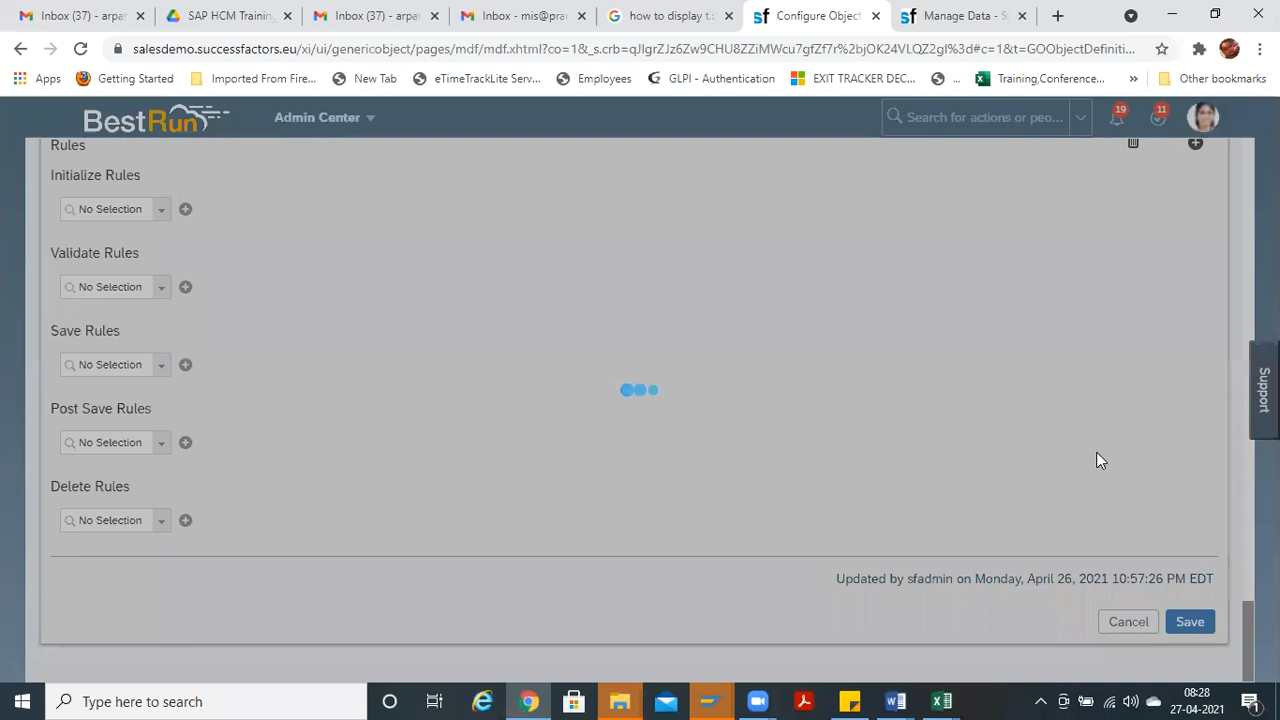 Inbox (37) - arpa
SAP HCM Trainin
Inbox (37) - arpa
Inbox - mis@pra
how to display t
Configure Object
Manage Data - S
salesdemo.successfactors.eu/xi/ui/genericobject/pages/mdf/mdf.xhtml?co=1&_s.crb=qJIgrZJz6Zw9CHU8ZZiMWcu7gfZf7r%2bjOK24VLQZ2gI%3d#c=1&t=GOObjectDefiniti...
Apps
Getting Started
Imported From Fire...
New Tab
eTimeTrackLite Serv...
Employees
GLPI - Authentication
EXIT TRACKER DEC...
...
Training,Conference...
Other bookmarks
BestRun
Admin Center
Search for actions or peo...
19
11
Rules
Initialize Rules
No Selection
Validate Rules
No Selection
Save Rules
No Selection
Post Save Rules
No Selection
Delete Rules
No Selection
Support
Updated by sfadmin on Monday, April 26, 2021 10:57:26 PM EDT
Cancel
Save
Type here to search
08:28
27-04-2021
1